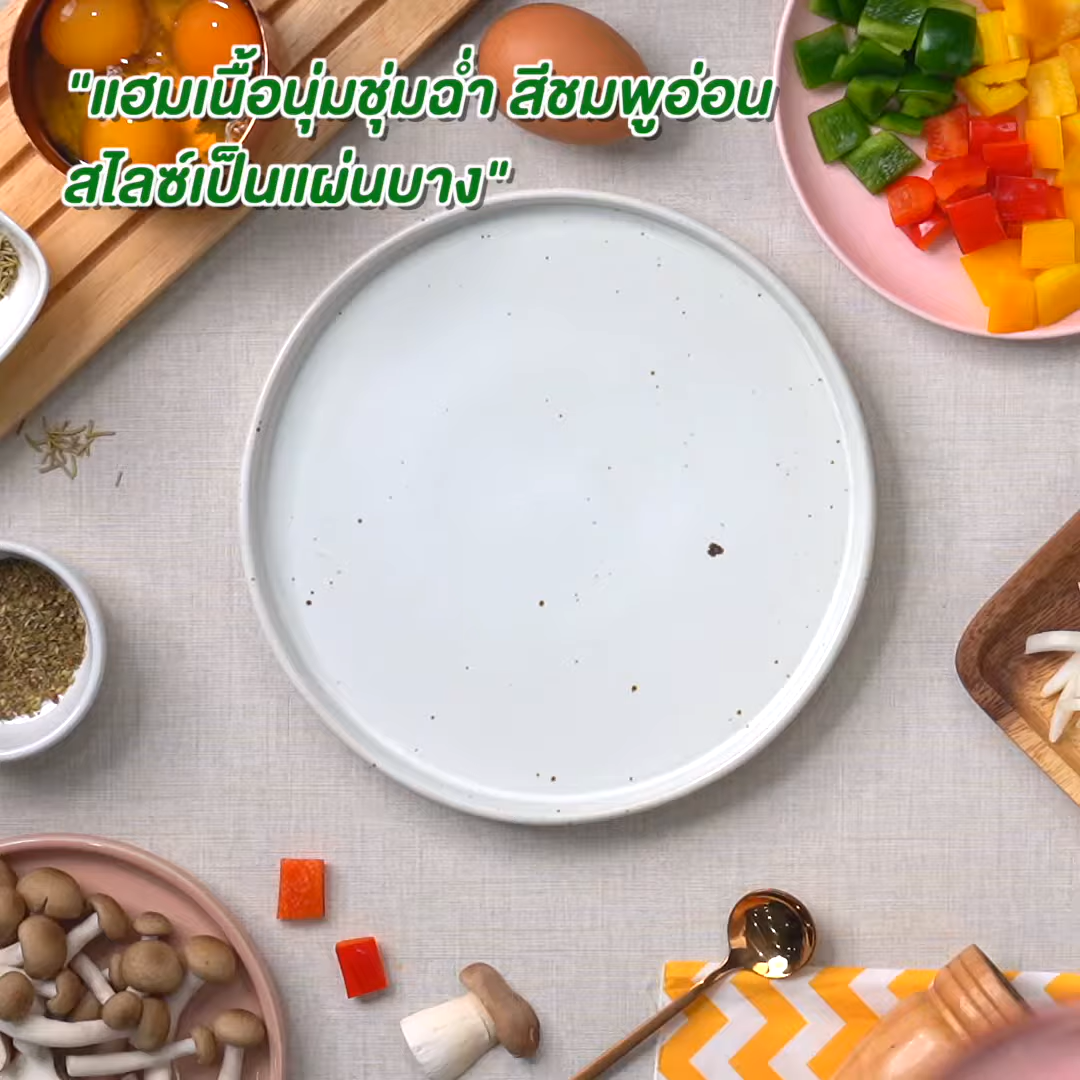 "แฮมเนื้อนุ่มชุ่มฉ่ำ สีชมพูอ่อน
สไลซ์เป็นแผ่นบาง"